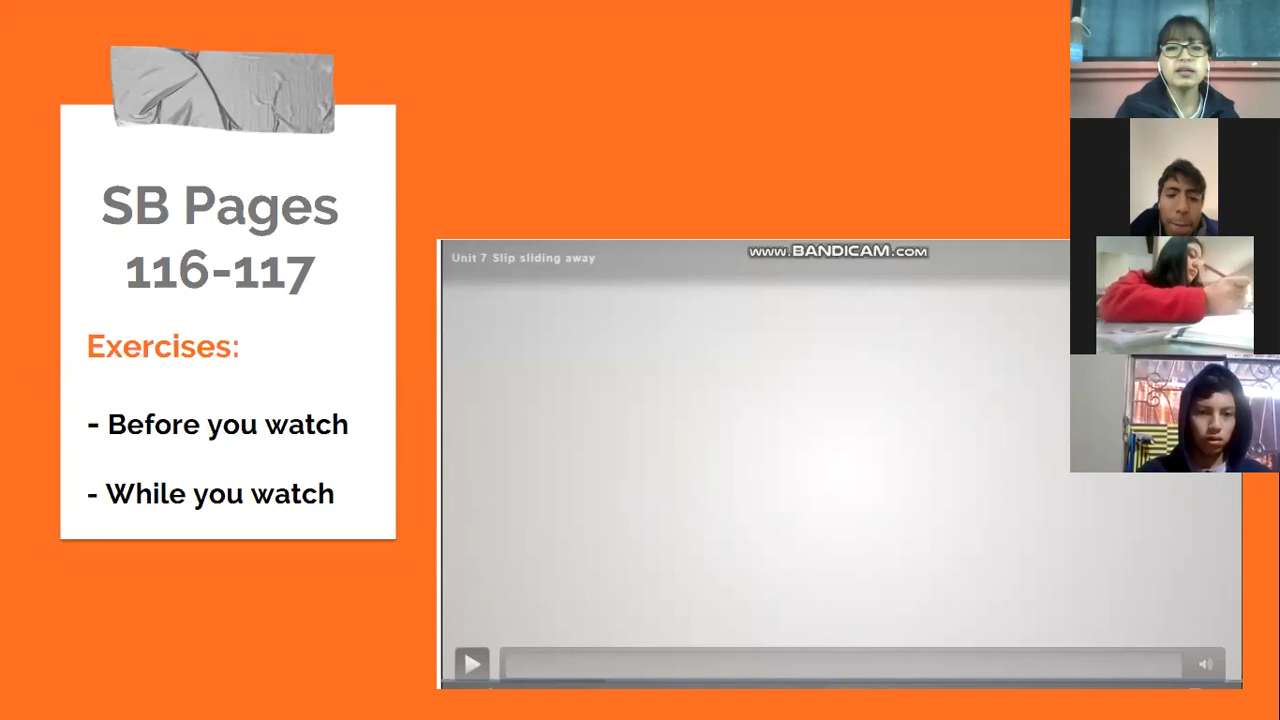 SB Pages
116-117
Exercises:
- Before you watch
- While you watch
www.BANDICAM.com
Unit 7 Slip sliding away